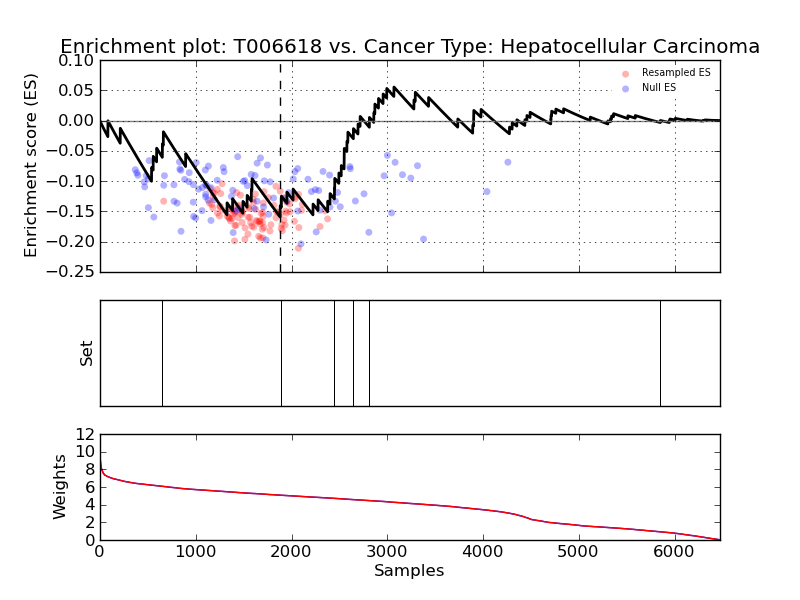 Enrichment plot: T006618 vs. Cancer Type: Hepatocellular Carcinoma
Enrichment score (ES)
0.10
0.05
0.00
−0.05
−0.10
−0.15
−0.20
−0.25
Resampled ES
Null ES
Set
Weights
12
10
8
6
4
2
0
0 1000 2000 3000 4000 5000 6000
Samples